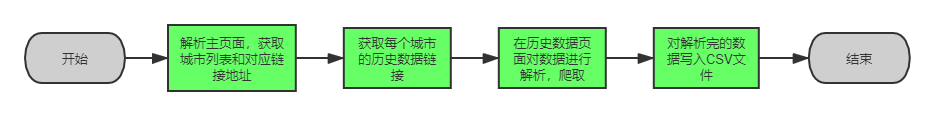 开始
解析主页面，获取
城市列表和对应链
接地址
获取每个城市
的历史数据链
接
在历史数据页
面对数据进行
解析，爬取
对解析完的数
据写入CSV文
件
结束